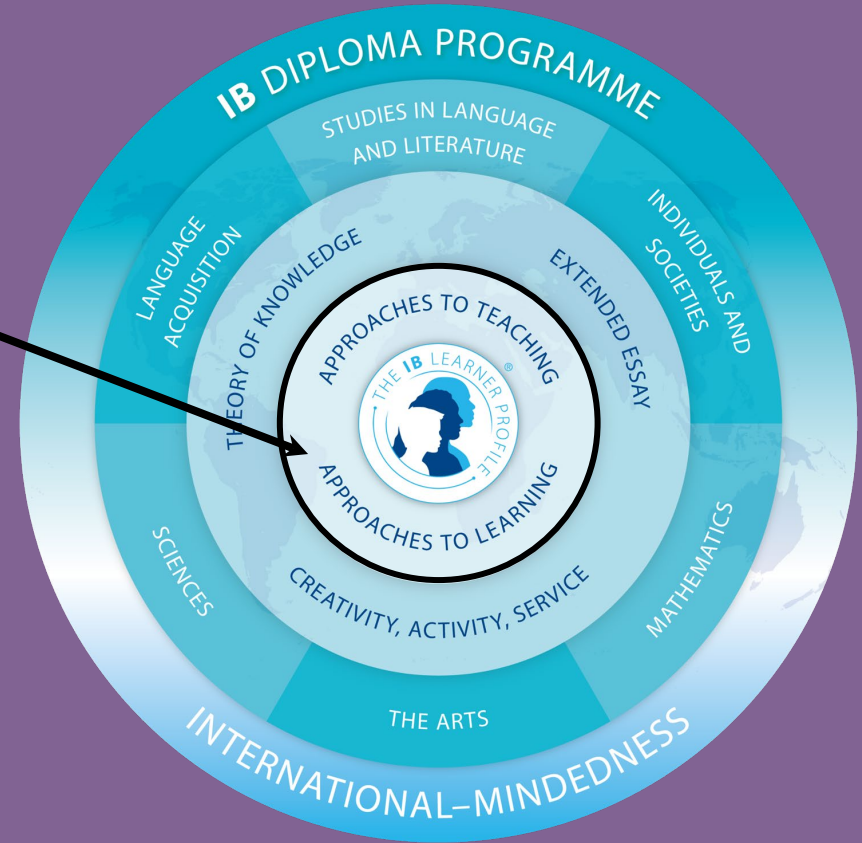 IB DIPLOMA PROGRAMME
STUDIES IN LANGUAGE
AND LITERATURE
LANGUAGE
ACQUISITION
INDIVIDUALS AND
SOCIETIES
THEORY OF KNOWLEDGE
EXTENDED ESSAY
APPROACHES TO TEACHING
THE IB LEARNER PROFILE
®
APPROACHES TO LEARNING
SCIENCES
MATHEMATICS
CREATIVITY, ACTIVITY, SERVICE
THE ARTS
INTERNATIONAL–MINDEDNESS